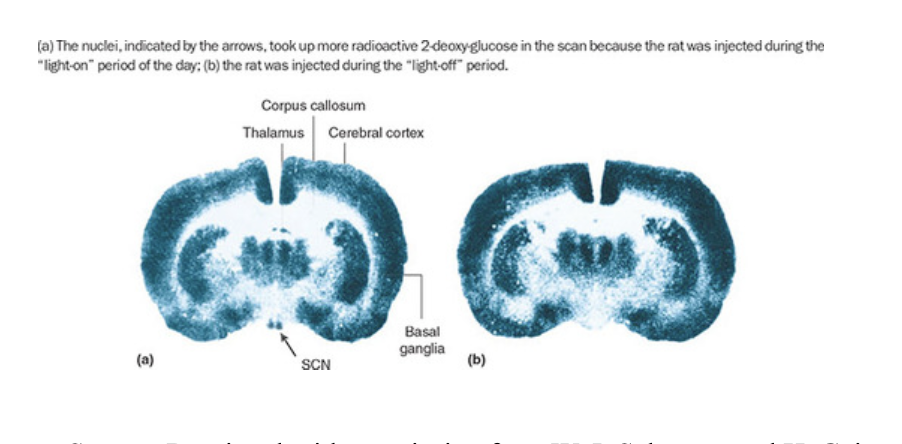 (a) The nuclei, indicated by the arrows, took up more radioactive 2-deoxy-glucose in the scan because the rat was injected during the
"light-on" period of the day; (b) the rat was injected during the "light-off" period.
Corpus callosum
Thalamus Cerebral cortex
Basal
ganglia
(a)
SCN
(b)